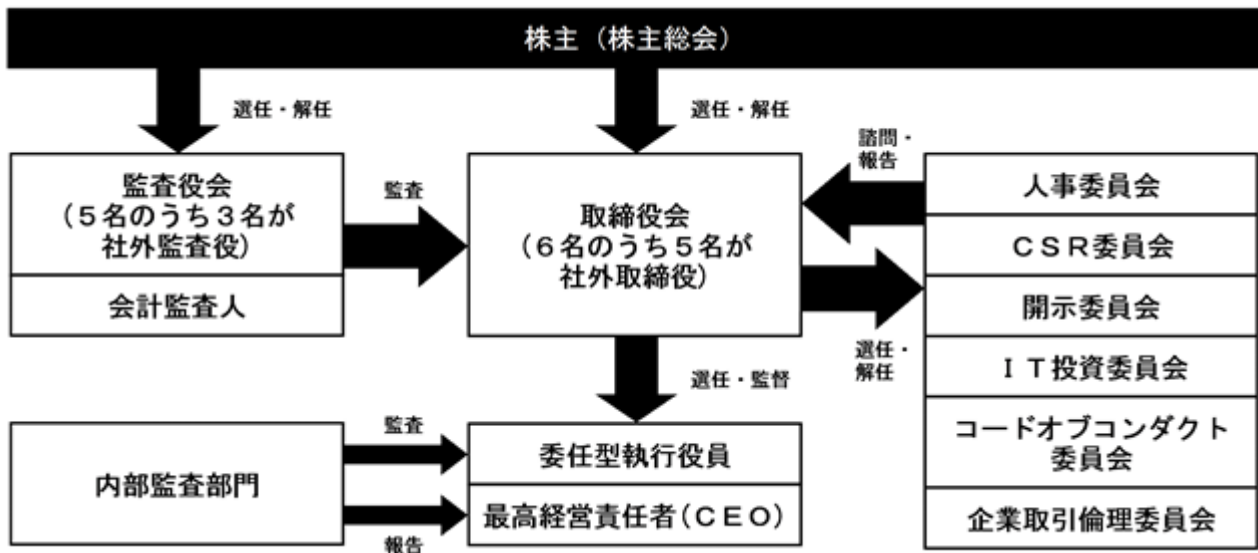 株主（株主総会）
選任・解任
選任・解任
諮問・
報告
監査役会
（５名のうち３名が
社外監査役）
会計監査人
監査
取締役会
（６名のうち５名が
社外取締役）
人事委員会
ＣＳＲ委員会
開示委員会
ＩＴ投資委員会
コードオブコンダクト
委員会
企業取引倫理委員会
選任・
解任
選任・監督
内部監査部門
監査
報告
委任型執行役員
最高経営責任者（ＣＥＯ）